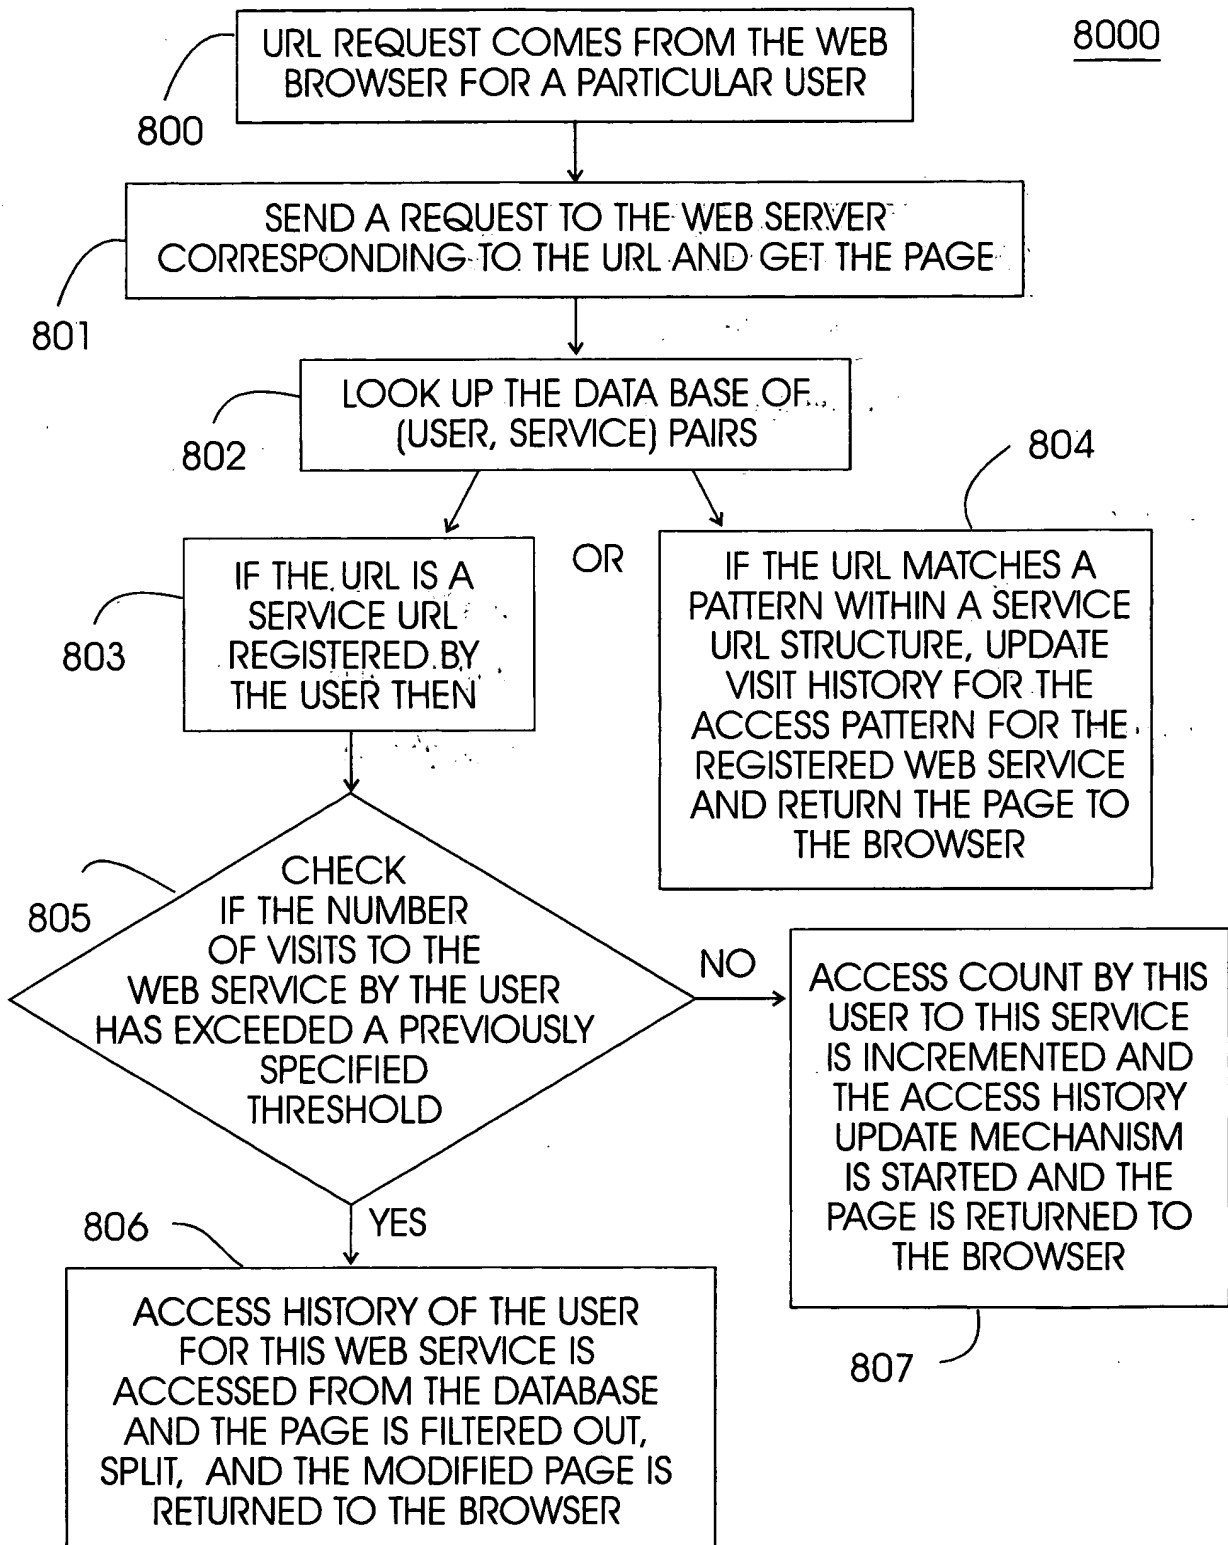 8000
URL REQUEST COMES FROM THE WEB
BROWSER FOR A PARTICULAR USER
800
SEND A REQUEST TO THE WEB SERVER
CORRESPONDING TO THE URL AND GET THE PAGE
801
LOOK UP THE DATA BASE OF
(USER, SERVICE) PAIRS
802
804
IF THE URL IS A
SERVICE URL
REGISTERED BY
THE USER THEN
803
OR
IF THE URL MATCHES A
PATTERN WITHIN A SERVICE
URL STRUCTURE, UPDATE
VISIT HISTORY FOR THE
ACCESS PATTERN FOR THE
REGISTERED WEB SERVICE
AND RETURN THE PAGE TO
THE BROWSER
CHECK
IF THE NUMBER
OF VISITS TO THE
WEB SERVICE BY THE USER
HAS EXCEEDED A PREVIOUSLY
SPECIFIED
THRESHOLD
805
NO
ACCESS COUNT BY THIS
USER TO THIS SERVICE
IS INCREMENTED AND
THE ACCESS HISTORY
UPDATE MECHANISM
IS STARTED AND THE
PAGE IS RETURNED TO
THE BROWSER
807
YES
806
ACCESS HISTORY OF THE USER
FOR THIS WEB SERVICE IS
ACCESSED FROM THE DATABASE
AND THE PAGE IS FILTERED OUT,
SPLIT, AND THE MODIFIED PAGE IS
RETURNED TO THE BROWSER